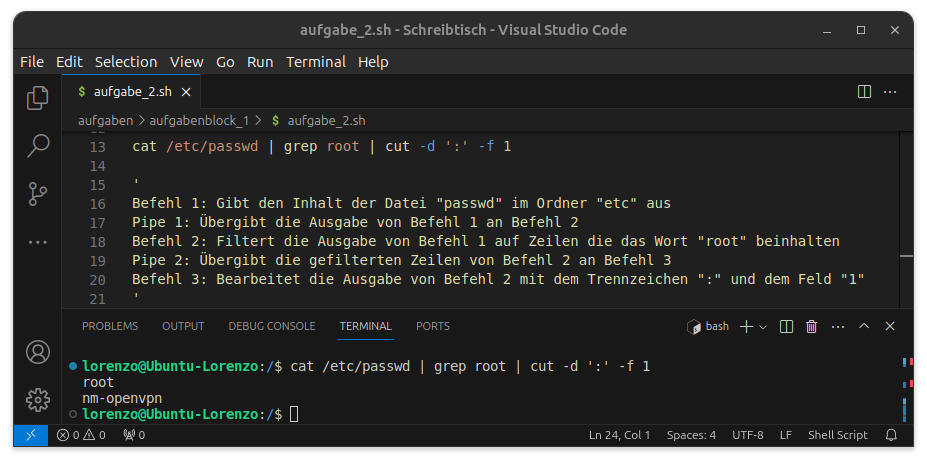 aufgabe_2.sh - Schreibtisch - Visual Studio Code
File Edit Selection View Go Run Terminal Help
$ aufgabe_2.sh
aufgaben > aufgabenblock_1 > $ aufgabe_2.sh
12
13 cat /etc/passwd | grep root | cut -d ':' -f 1
14
15 '
16 Befehl 1: Gibt den Inhalt der Datei "passwd" im Ordner "etc" aus
17 Pipe 1: Übergibt die Ausgabe von Befehl 1 an Befehl 2
18 Befehl 2: Filtert die Ausgabe von Befehl 1 auf Zeilen die das Wort "root" beinhalten
19 Pipe 2: Übergibt die gefilterten Zeilen von Befehl 2 an Befehl 3
20 Befehl 3: Bearbeitet die Ausgabe von Befehl 2 mit dem Trennzeichen ":" und dem Feld "1"
21 '
PROBLEMS OUTPUT DEBUG CONSOLE TERMINAL PORTS bash
lorenzo@Ubuntu-Lorenzo:/$ cat /etc/passwd | grep root | cut -d ':' -f 1
root
nm-openvpn
lorenzo@Ubuntu-Lorenzo:/$
0 0 0 Ln 24, Col 1 Spaces: 4 UTF-8 LF Shell Script